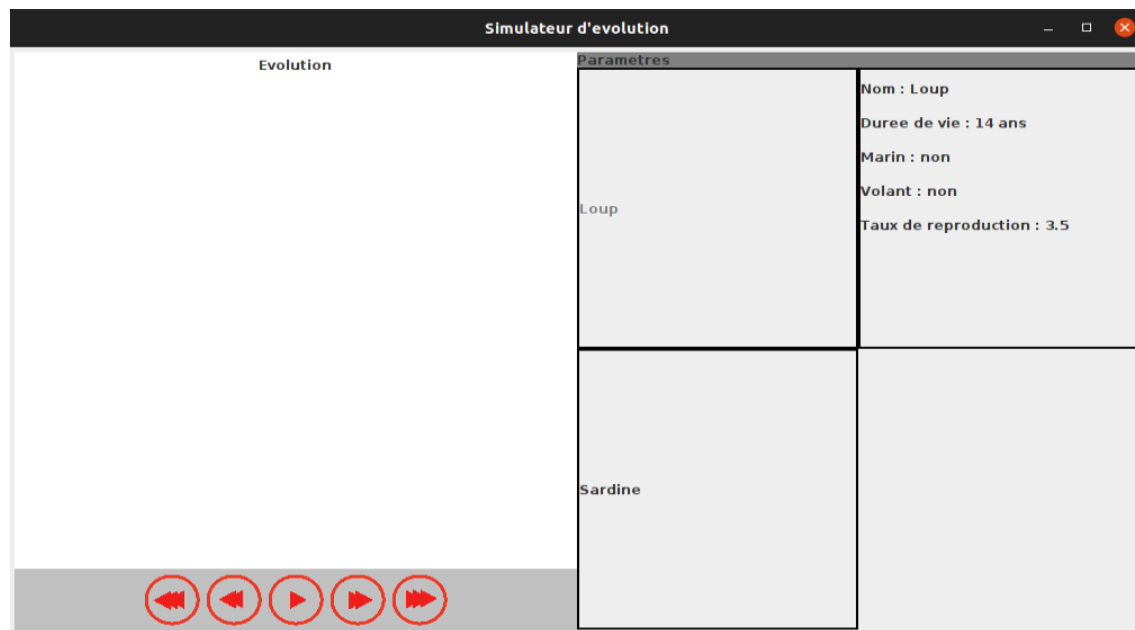 Simulateur d'evolution
Evolution
Parametres
Loup
Nom : Loup
Duree de vie : 14 ans
Marin : non
Volant : non
Taux de reproduction : 3.5
Sardine